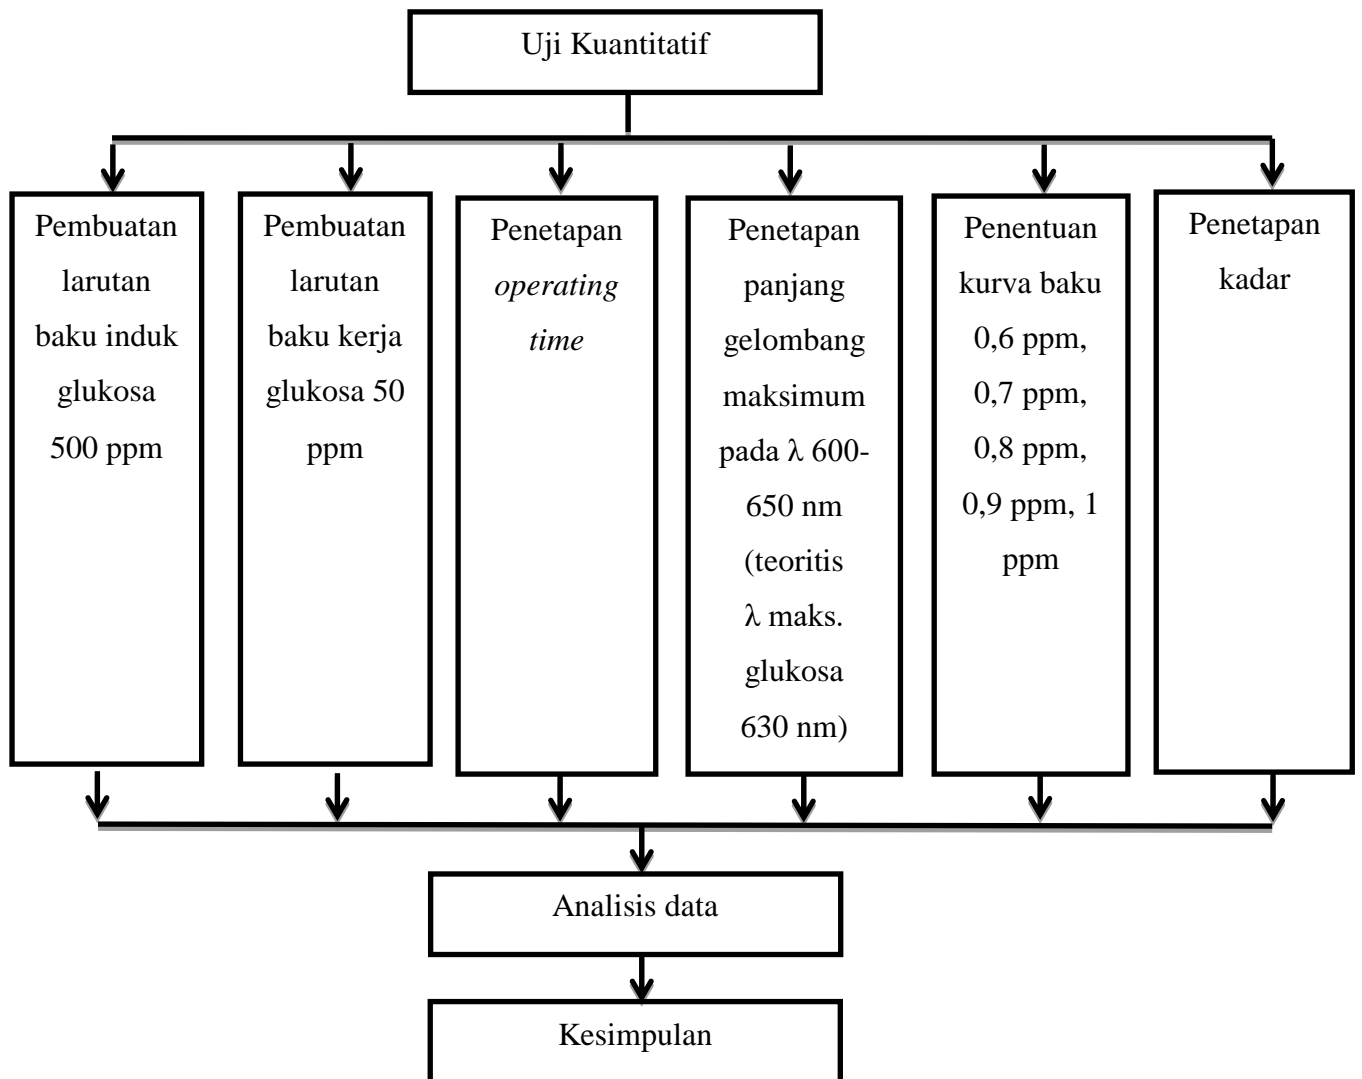 Uji Kuantitatif
Pembuatan
larutan
baku induk
glukosa
500 ppm
Pembuatan
larutan
baku kerja
glukosa 50
ppm
Penetapan
operating
time
Penetapan
panjang
gelombang
maksimum
pada λ 600-
650 nm
(teoritis
λ maks.
glukosa
630 nm)
Penentuan
kurva baku
0,6 ppm,
0,7 ppm,
0,8 ppm,
0,9 ppm, 1
ppm
Penetapan
kadar
Analisis data
Kesimpulan